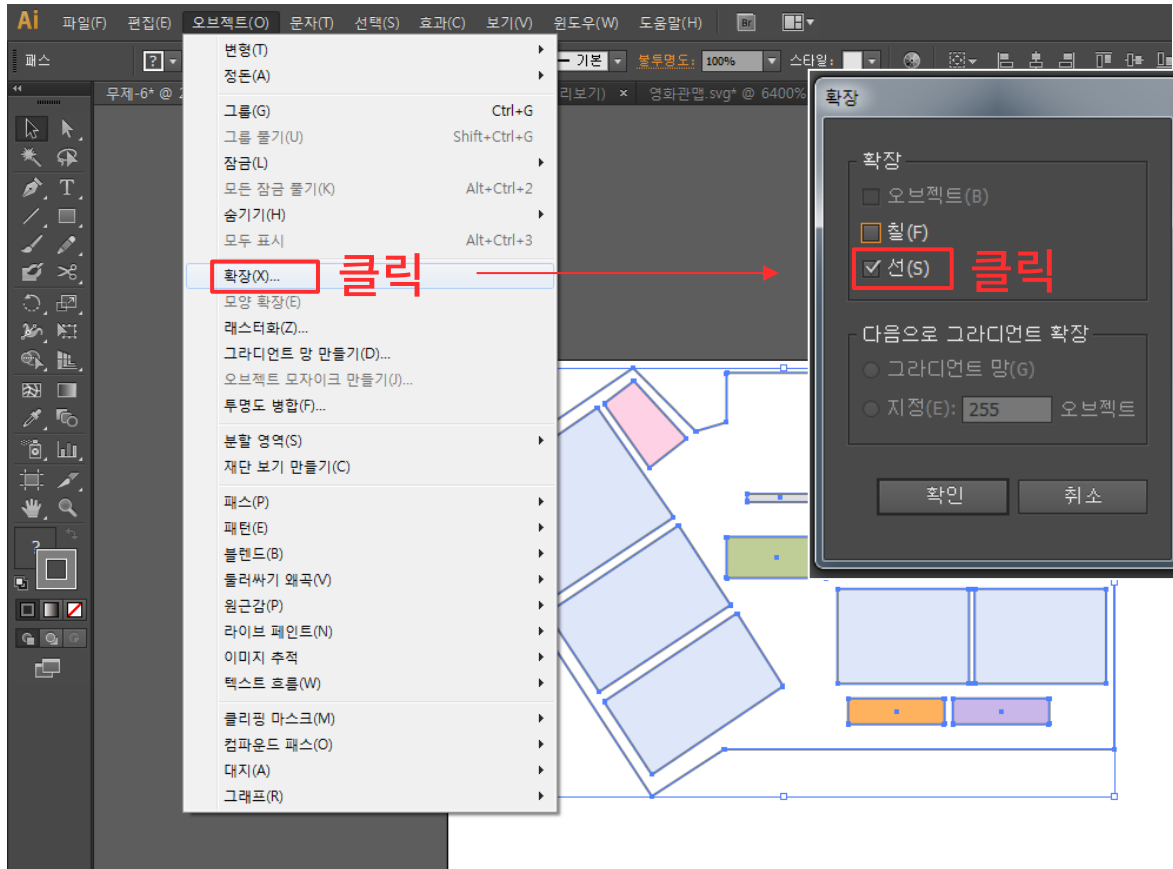 Ai 파일(F) 편집(E) 오브젝트(O) 문자(T) 선택(S) 효과(C) 보기(V) 윈도우(W) 도움말(H) Br
패스 ? 기본 불투명도: 100% 스타일:
무제-6* @ 2 리보기) × 영화관맵.svg* @ 6400%
변형(T)
정돈(A)
그룹(G) Ctrl+G
그룹 풀기(U) Shift+Ctrl+G
잠금(L)
모든 잠금 풀기(K) Alt+Ctrl+2
숨기기(H)
모두 표시 Alt+Ctrl+3
확장(X)... 클릭
모양 확장(E)
래스터화(Z)...
그라디언트 망 만들기(D)...
오브젝트 모자이크 만들기(J)...
투명도 병합(F)...
분할 영역(S)
재단 보기 만들기(C)
패스(P)
패턴(E)
블렌드(B)
둘러싸기 왜곡(V)
원근감(P)
라이브 페인트(N)
이미지 추적
텍스트 흐름(W)
클리핑 마스크(M)
컴파운드 패스(O)
대지(A)
그래프(R)
확장
확장
오브젝트(B)
칠(F)
선(S) 클릭
다음으로 그라디언트 확장
그라디언트 망(G)
지정(E): 255 오브젝트
확인 취소
T
?